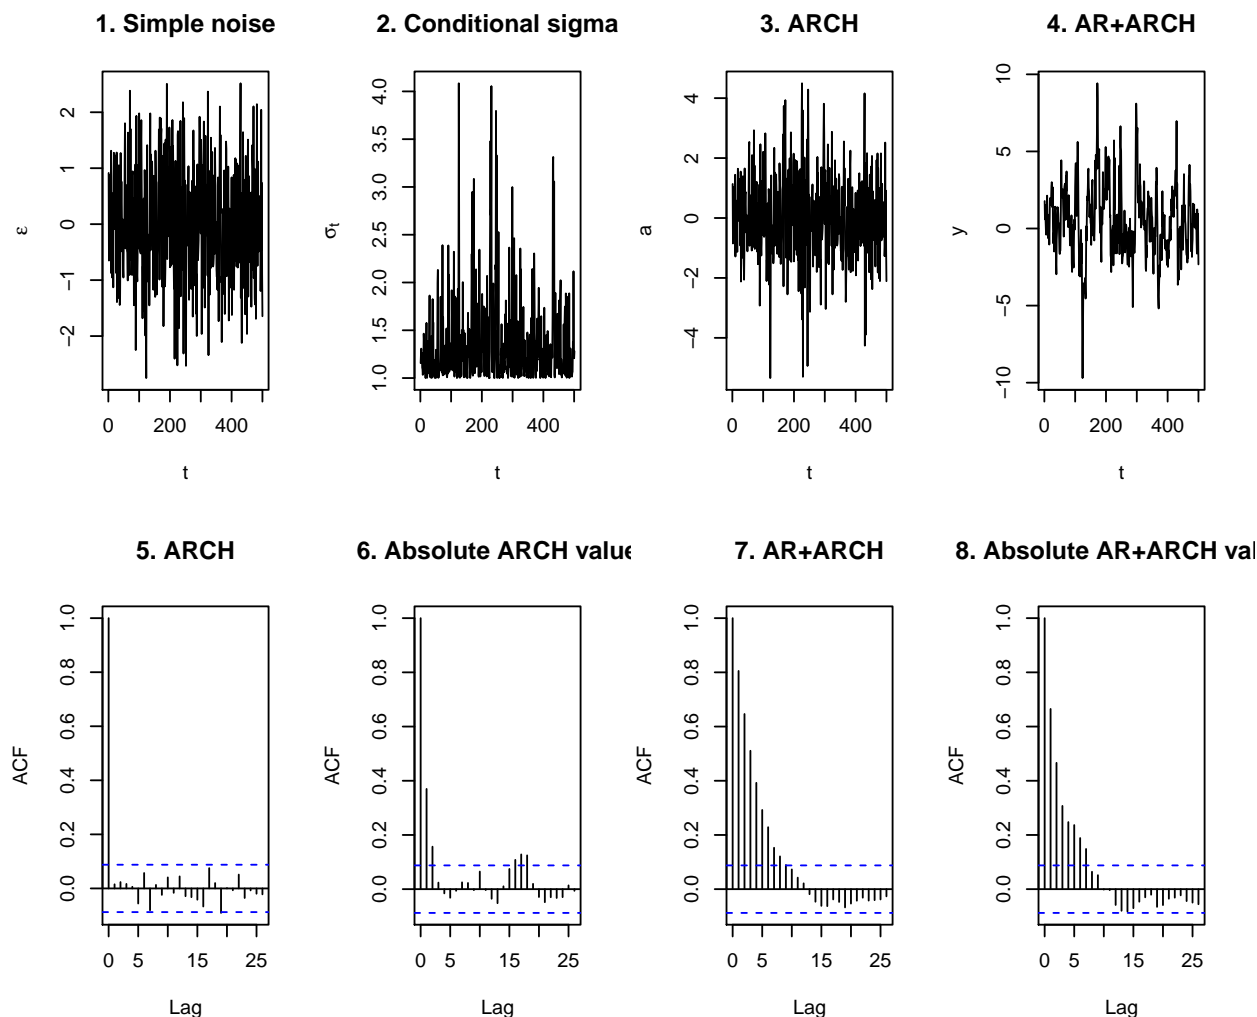 1. Simple noise
2. Conditional sigma
3. ARCH
4. AR+ARCH
ε
2
1
0
−1
−2
0 200 400
t
σt
4.0
3.5
3.0
2.5
2.0
1.5
1.0
0 200 400
t
a
4
2
0
−2
−4
0 200 400
t
y
10
5
0
−5
−10
0 200 400
t
5. ARCH
6. Absolute ARCH value
7. AR+ARCH
8. Absolute AR+ARCH val
ACF
1.0
0.8
0.6
0.4
0.2
0.0
0 5 15 25
Lag
ACF
1.0
0.8
0.6
0.4
0.2
0.0
0 5 15 25
Lag
ACF
1.0
0.8
0.6
0.4
0.2
0.0
0 5 15 25
Lag
ACF
1.0
0.8
0.6
0.4
0.2
0.0
0 5 15 25
Lag